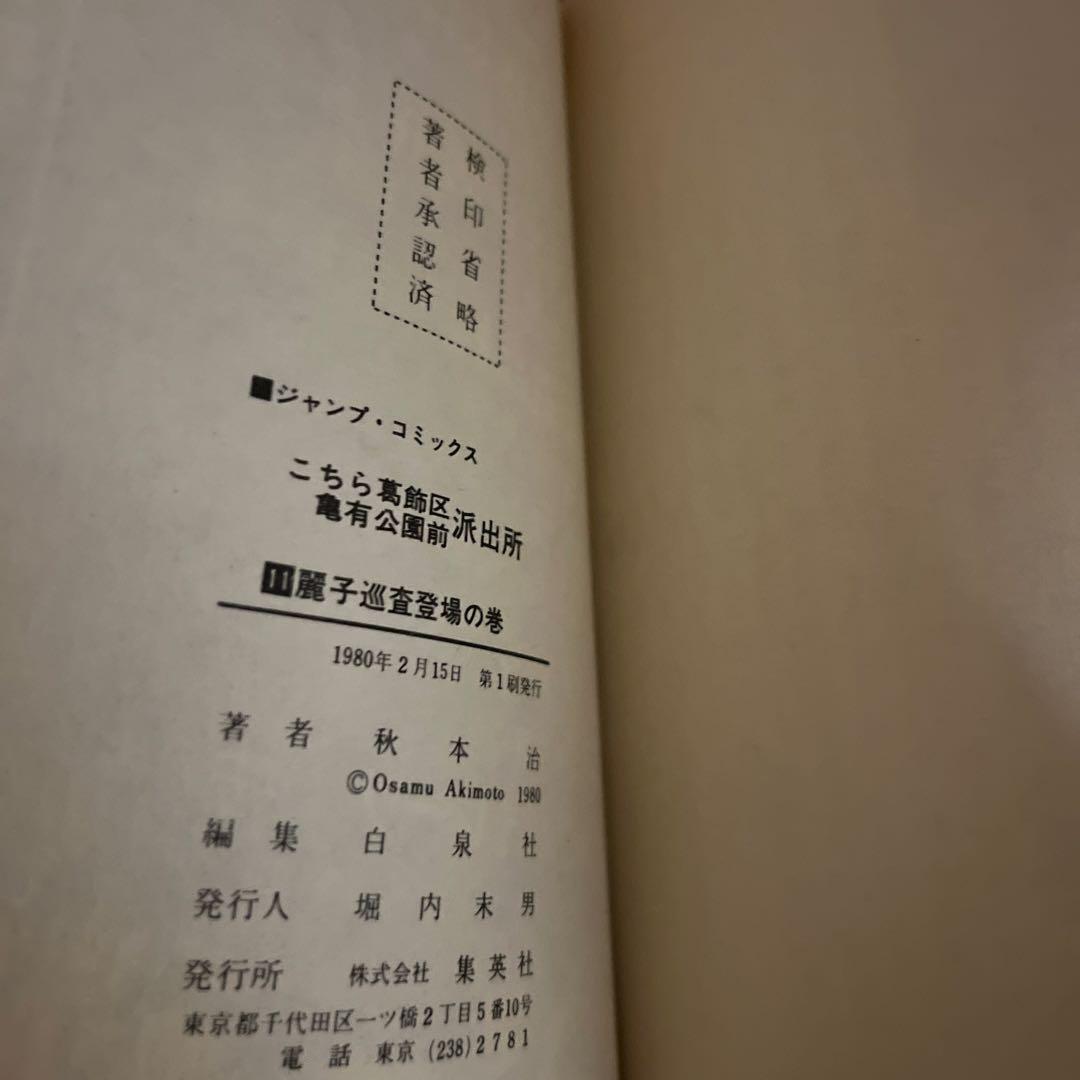 検印省略
著者承認済
■ジャンプ・コミックス
こちら葛飾区
亀有公園前
派出所
11麗子巡査登場の巻
1980年2月15日 第1刷発行
著者 秋本治
©Osamu Akimoto 1980
編集 白泉社
発行人 堀内末男
発行所 株式会社 集英社
東京都千代田区一ツ橋2丁目5番10号
電話 東京 (238)2781